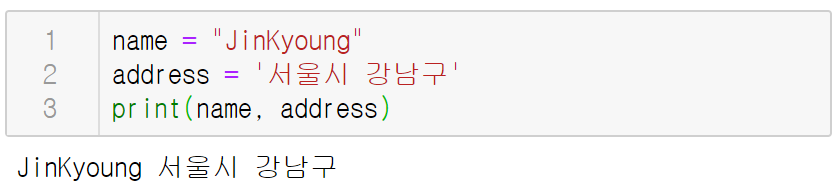 1 name = "JinKyoung"
2 address = '서울시 강남구'
3 print(name, address)
JinKyoung 서울시 강남구